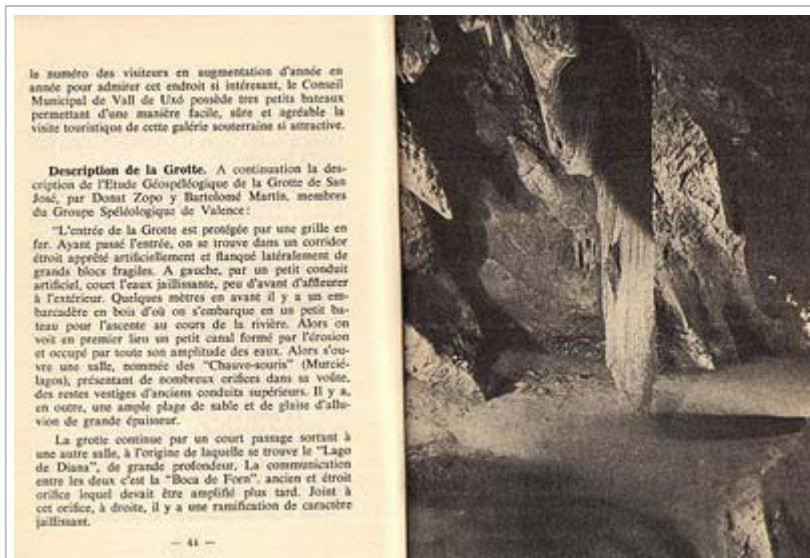 le numéro des visiteurs en augmentation d'année en
année pour admirer cet endroit si intéresant, le Conseil
Municipal de Vall de Uxó possède tres petits bateaux
permettant d'une manière facile, sûre et agréable la
visite touristique de cette galérie souterraine si attractive.
Description de la Grotte. A continuation la des-
cription de l'Etude Géospéléogique de la Grotte de San
José, par Donat Zopo y Bartolomé Martín, membres
du Groupe Spéléologique de Valence:
"L'entrée de la Grotte est protégée par une grille en
fer. Ayant passé l'entrée, on se trouve dans un corridor
étroit apprêté artificiellement et flanqué latéralement de
grands blocs fragiles. A gauche, par un petit conduit
artificiel, court l'eaux jaillissante, peu d'avant d'affleurer
à l'extérieur. Quelques mètres en avant il y a un em-
barcadère en bois d'où on s'embarque en un petit ba-
teau pour l'ascente au cours de la rivière. Alors on
voit en premier lieu un petit canal formé par l'érosion
et occupé par toute son amplitude des eaux. Alors s'ou-
vre une salle, nommée des "Chauve-souris" (Murcié-
lagos), présentant de nombreux orifices dans sa voûte,
des restes vestiges d'anciens conduits supérieurs. Il y a,
en outre, une ample plage de sable et de glaise d'allu-
vion de grande épaisseur.
La grotte continue par un court passage sortant à
une autre salle, à l'origine de laquelle se trouve le "Lago
de Diana", de grande profondeur, La communication
entre les deux c'est la "Boca de Forn". ancien et étroit
orifice lequel devait être amplifié plus tard. Joint à
cet orifice, à droite, il y a une ramification de caractère
jaillissant.
— 44 —